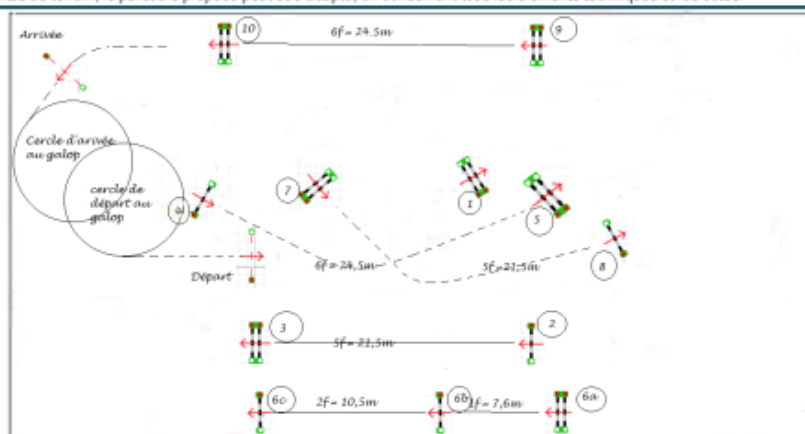 Arrivée
10
6f = 24.5m
9
Cercle d'arivée
au galop
cercle de
départ au
galop
4
7
1
5
8
6f = 24,5m
5f = 21,5m
Départ
3
5f = 21,5m
2
6c
2f = 10,5m
6b
1f = 7,6m
6a